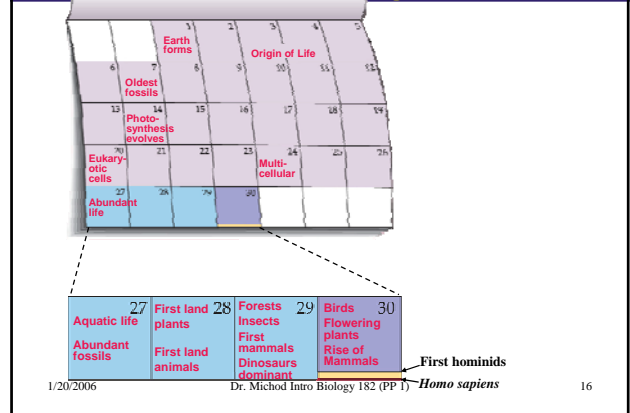 1 2 3 4 5
Earth
forms
Origin of Life
6 7 8 9 10 11 12
Oldest
fossils
13 14 15 16 17 18 19
Photo-
synthesis
evolves
20 21 22 23 24 25 26
Eukary-
otic
cells
Multi-
cellular
27 28 29 30
Abundant
life
27
Aquatic life
Abundant
fossils
28
First land
plants
First land
animals
29
Forests
Insects
First
mammals
Dinosaurs
dominant
30
Birds
Flowering
plants
Rise of
Mammals
First hominids
Homo sapiens
1/20/2006
Dr. Michod Intro Biology 182 (PP 1)
16